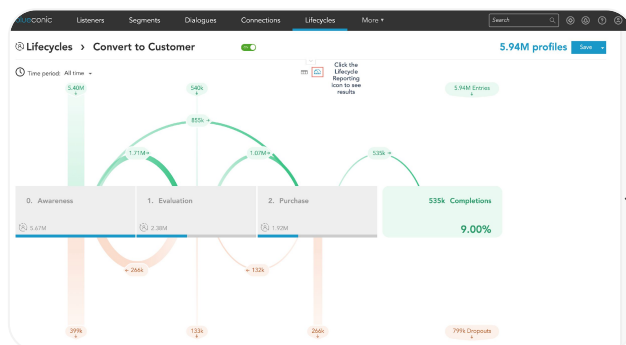 blueconic Listeners Segments Dialogues Connections Lifecycles More Search
Lifecycles > Convert to Customer ON 5.94M profiles Save
Time period: All time
Click the
Lifecycle
Reporting
Icon to see
results
5.40M 540k 5.94M Entries
855k
1.71M 1.07M 535k
0. Awareness 1. Evaluation 2. Purchase 535k Completions
5.67M 2.38M 1.92M 9.00%
266k 132k
399k 133k 266k 799k Dropouts